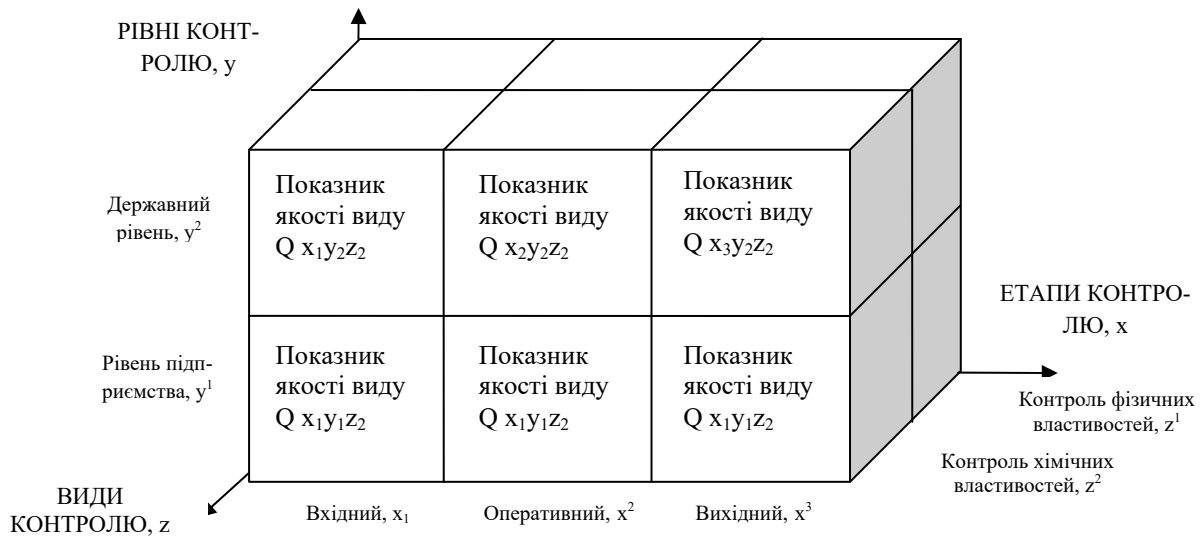 РІВНІ КОНТ-
РОЛЮ, y
Показник
якості виду
Q x₁y₂z₂
Показник
якості виду
Q x₂y₂z₂
Показник
якості виду
Q x₃y₂z₂
Державний
рівень, y²
ЕТАПИ КОНТРО-
ЛЮ, x
Показник
якості виду
Q x₁y₁z₂
Показник
якості виду
Q x₁y₁z₂
Показник
якості виду
Q x₁y₁z₂
Рівень підп-
риємства, y¹
Контроль фізичних
властивостей, z¹
Контроль хімічних
властивостей, z²
ВИДИ
КОНТРОЛЮ, z
Вхідний, x₁
Оперативний, x²
Вихідний, x³